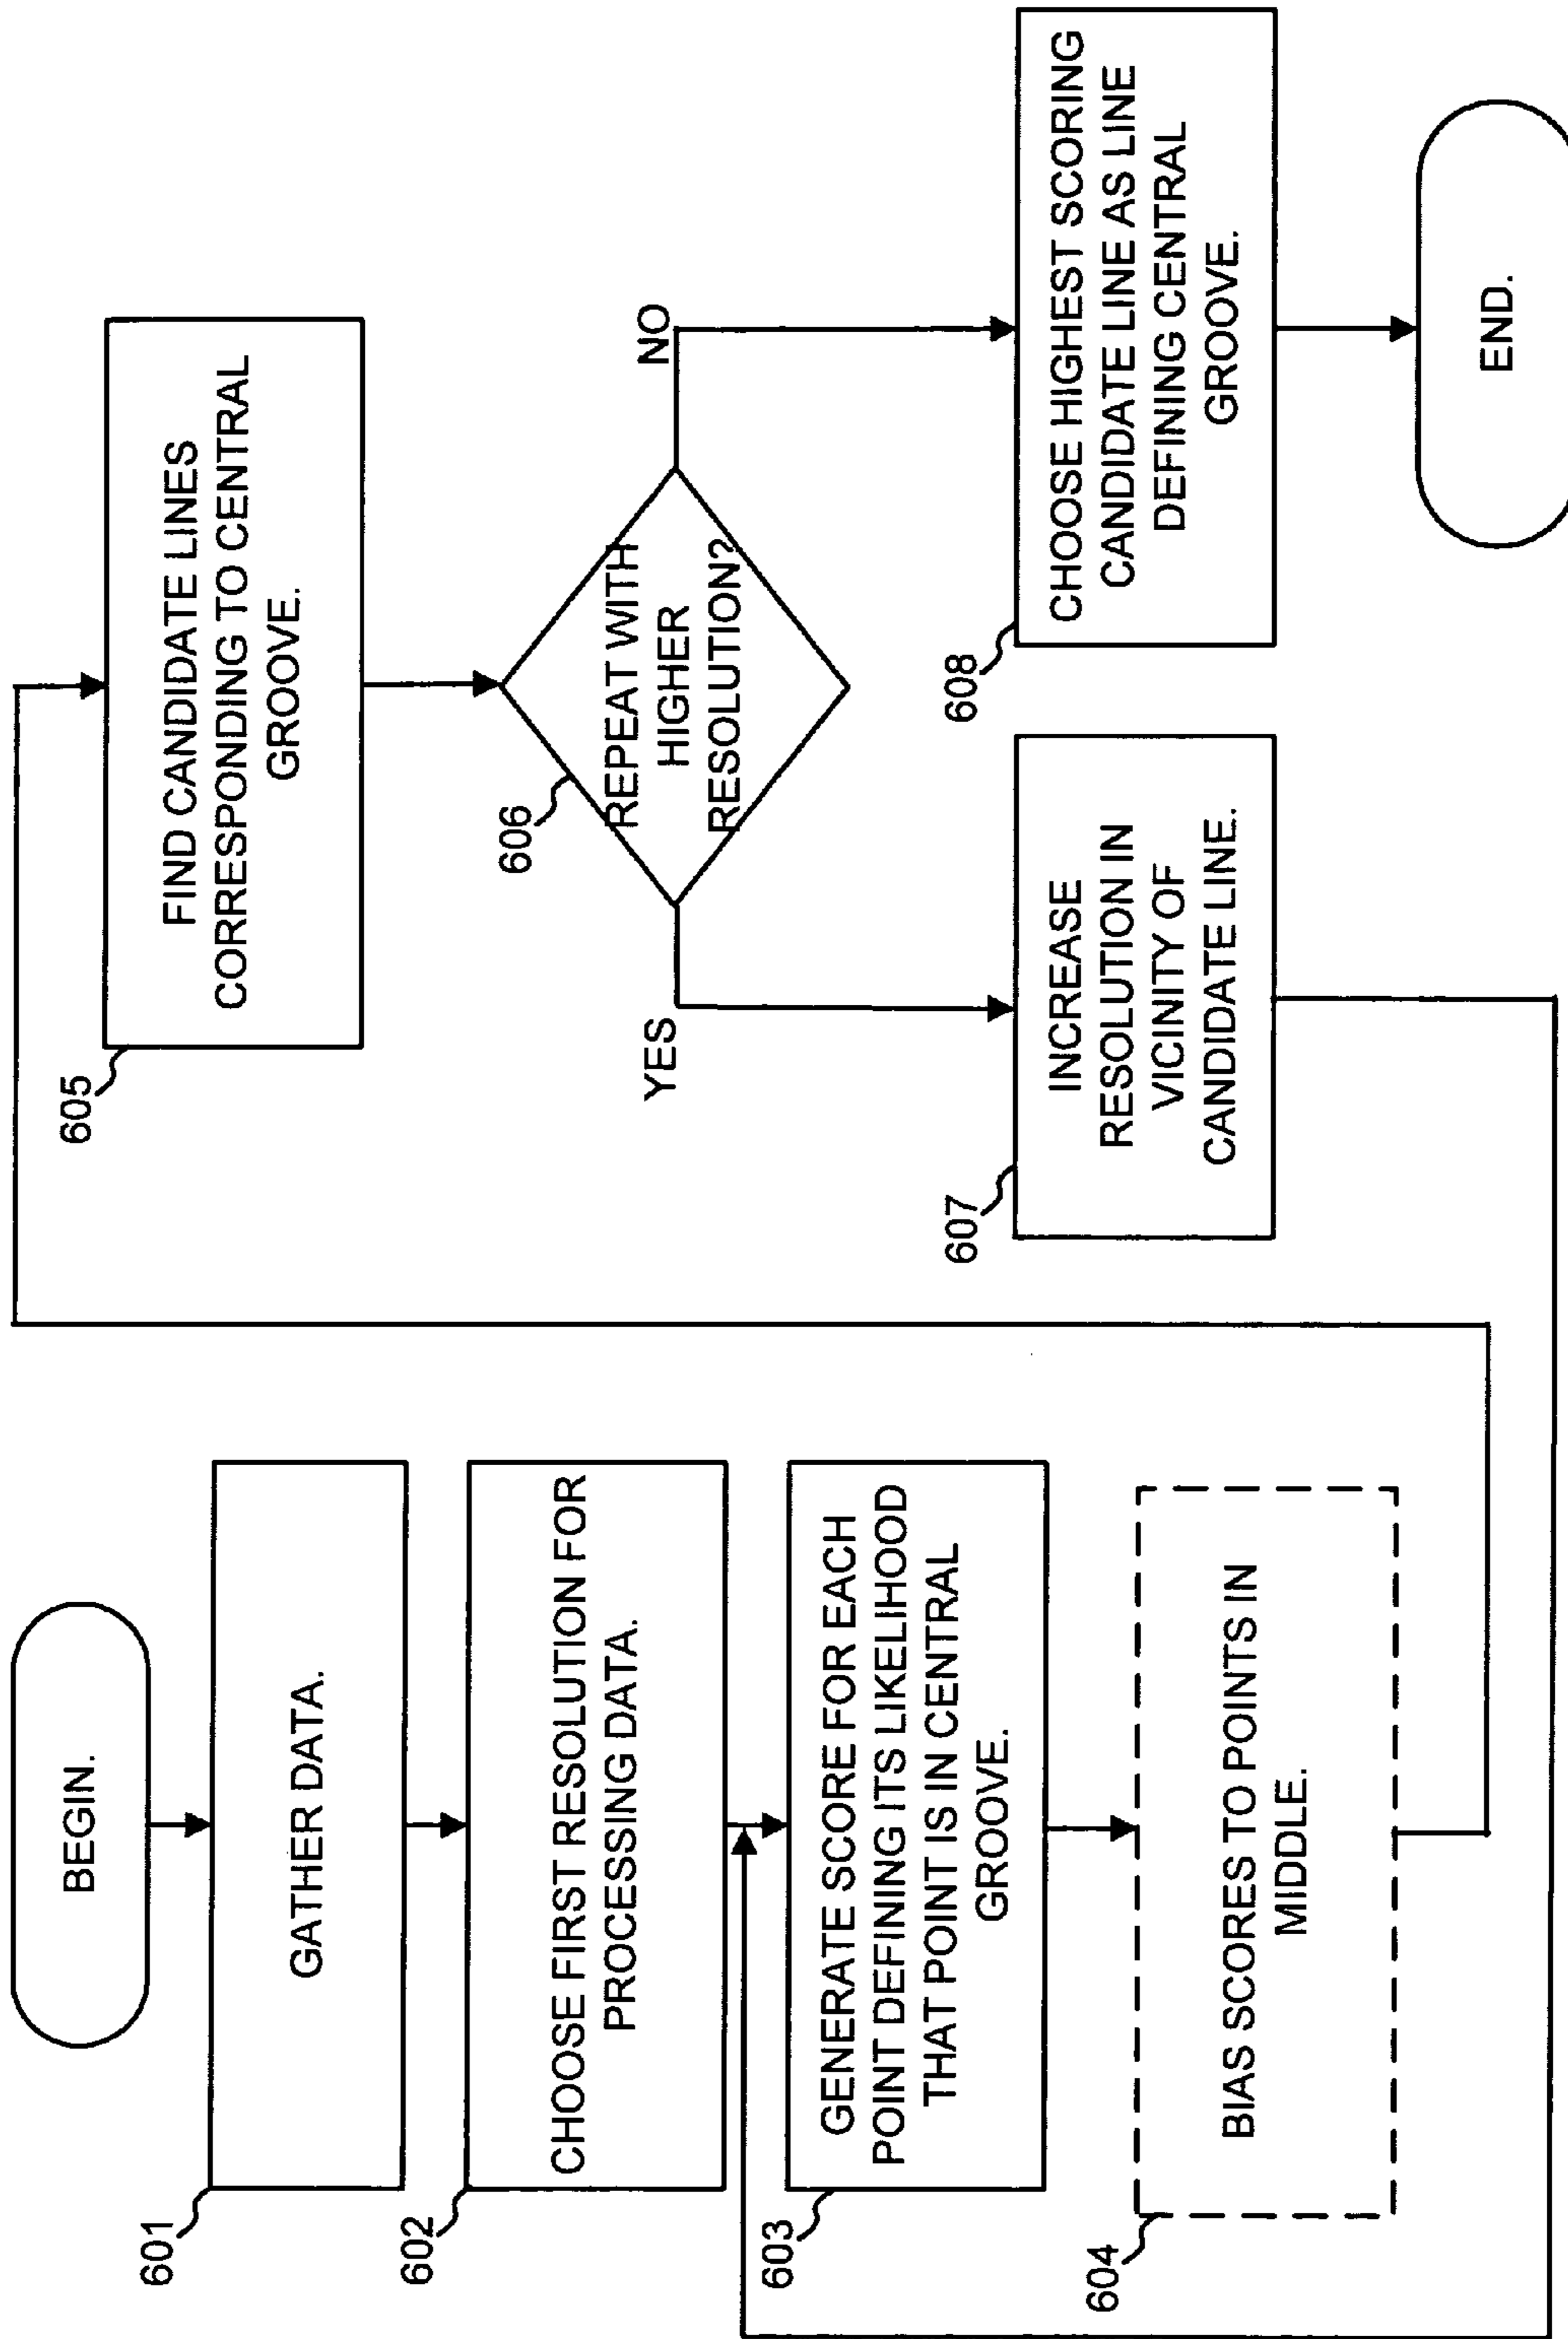 BEGIN.
601
GATHER DATA.
602
CHOOSE FIRST RESOLUTION FOR
PROCESSING DATA.
603
GENERATE SCORE FOR EACH
POINT DEFINING ITS LIKELIHOOD
THAT POINT IS IN CENTRAL
GROOVE.
604
BIAS SCORES TO POINTS IN
MIDDLE.
605
FIND CANDIDATE LINES
CORRESPONDING TO CENTRAL
GROOVE.
606
REPEAT WITH
HIGHER
RESOLUTION?
YES
NO
607
INCREASE
RESOLUTION IN
VICINITY OF
CANDIDATE LINE.
608
CHOOSE HIGHEST SCORING
CANDIDATE LINE AS LINE
DEFINING CENTRAL
GROOVE.
END.